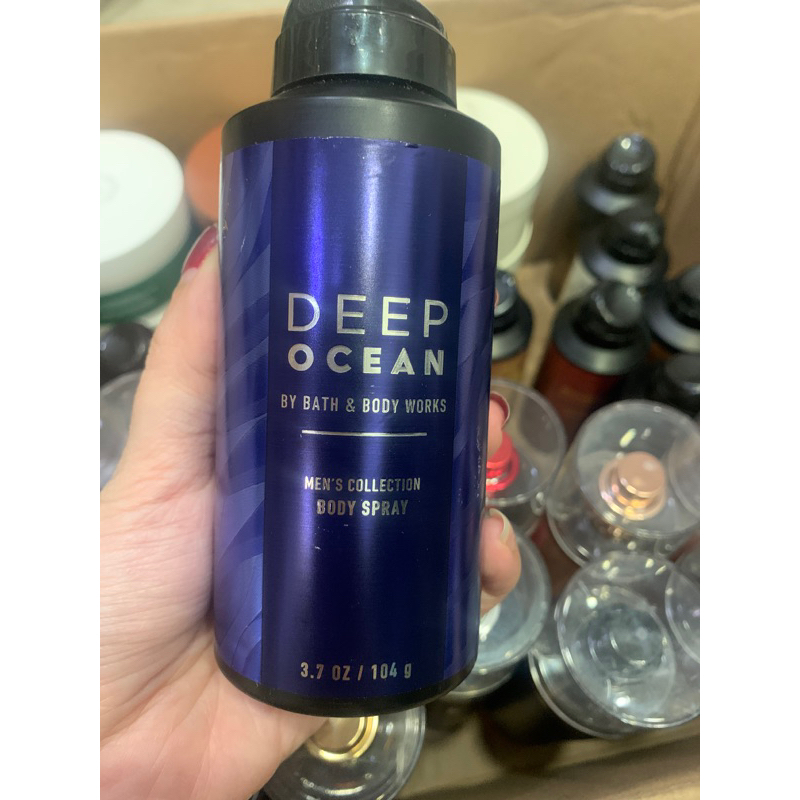 DEEP
OCEAN
BY BATH & BODY WORKS
MEN'S COLLECTION
BODY SPRAY
3.7 OZ / 104 g